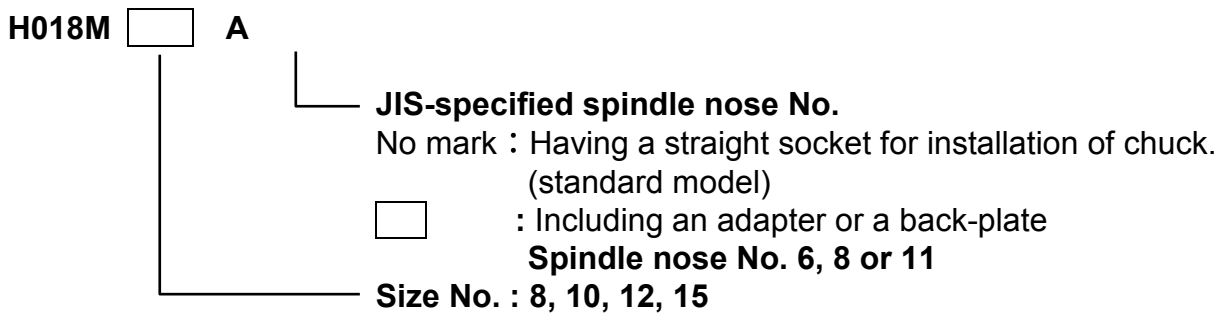 H018M A
JIS-specified spindle nose No.
No mark：Having a straight socket for installation of chuck.
(standard model)
: Including an adapter or a back-plate
Spindle nose No. 6, 8 or 11
Size No. : 8, 10, 12, 15